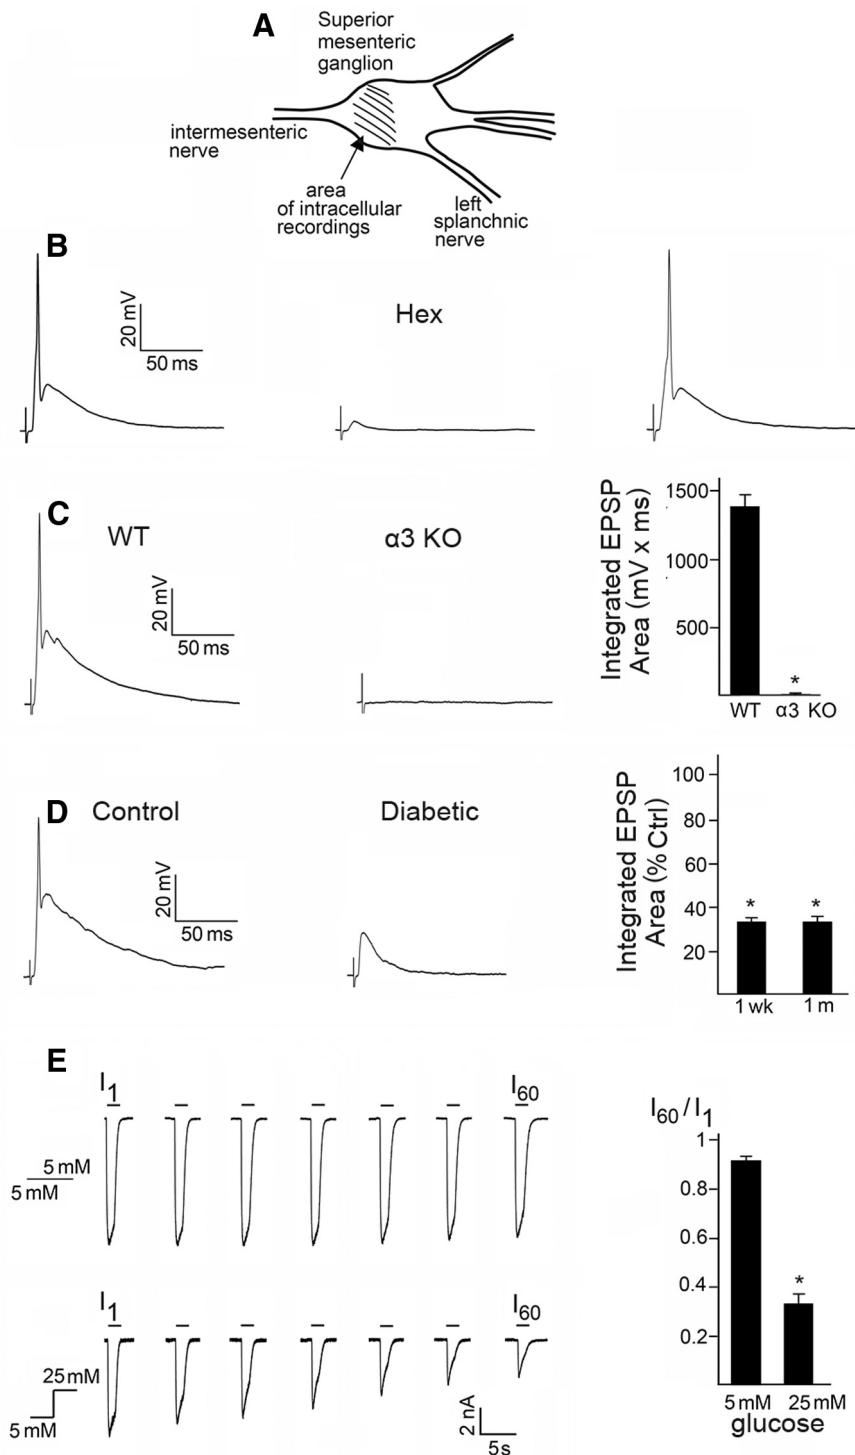 A
Superior
mesenteric
ganglion
intermesenteric
nerve
area
of intracellular
recordings
left
splanchnic
nerve
B
20 mV
50 ms
Hex
C
WT
20 mV
50 ms
α3 KO
Integrated EPSP
Area (mV x ms)
1500
1000
500
*
WT α3 KO
D
Control
20 mV
50 ms
Diabetic
Integrated EPSP
Area (% Ctrl)
100
80
60
40
20
* *
1 wk 1 m
E
I1
I60
5 mM
5 mM
I1
I60
25 mM
5 mM
2 nA
5s
I60 / I1
1
0.8
0.6
0.4
0.2
*
5 mM 25 mM
glucose